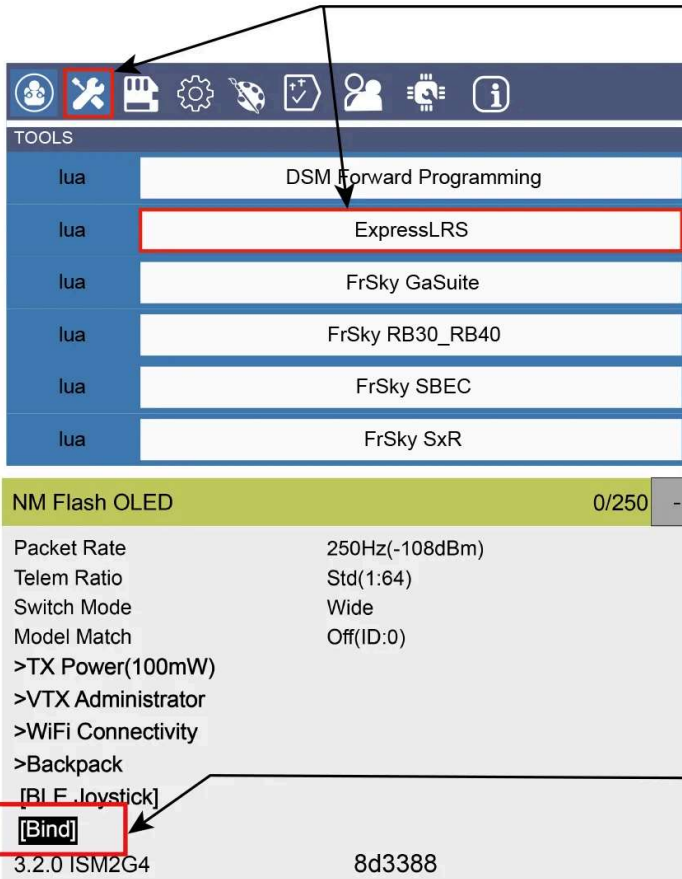 TOOLS
lua DSM Forward Programming
lua ExpressLRS
lua FrSky GaSuite
lua FrSky RB30_RB40
lua FrSky SBEC
lua FrSky SxR
NM Flash OLED 0/250 -
Packet Rate 250Hz(-108dBm)
Telem Ratio Std(1:64)
Switch Mode Wide
Model Match Off(ID:0)
>TX Power(100mW)
>VTX Administrator
>WiFi Connectivity
>Backpack
[BLE Joystick]
[Bind]
3.2.0 ISM2G4 8d3388